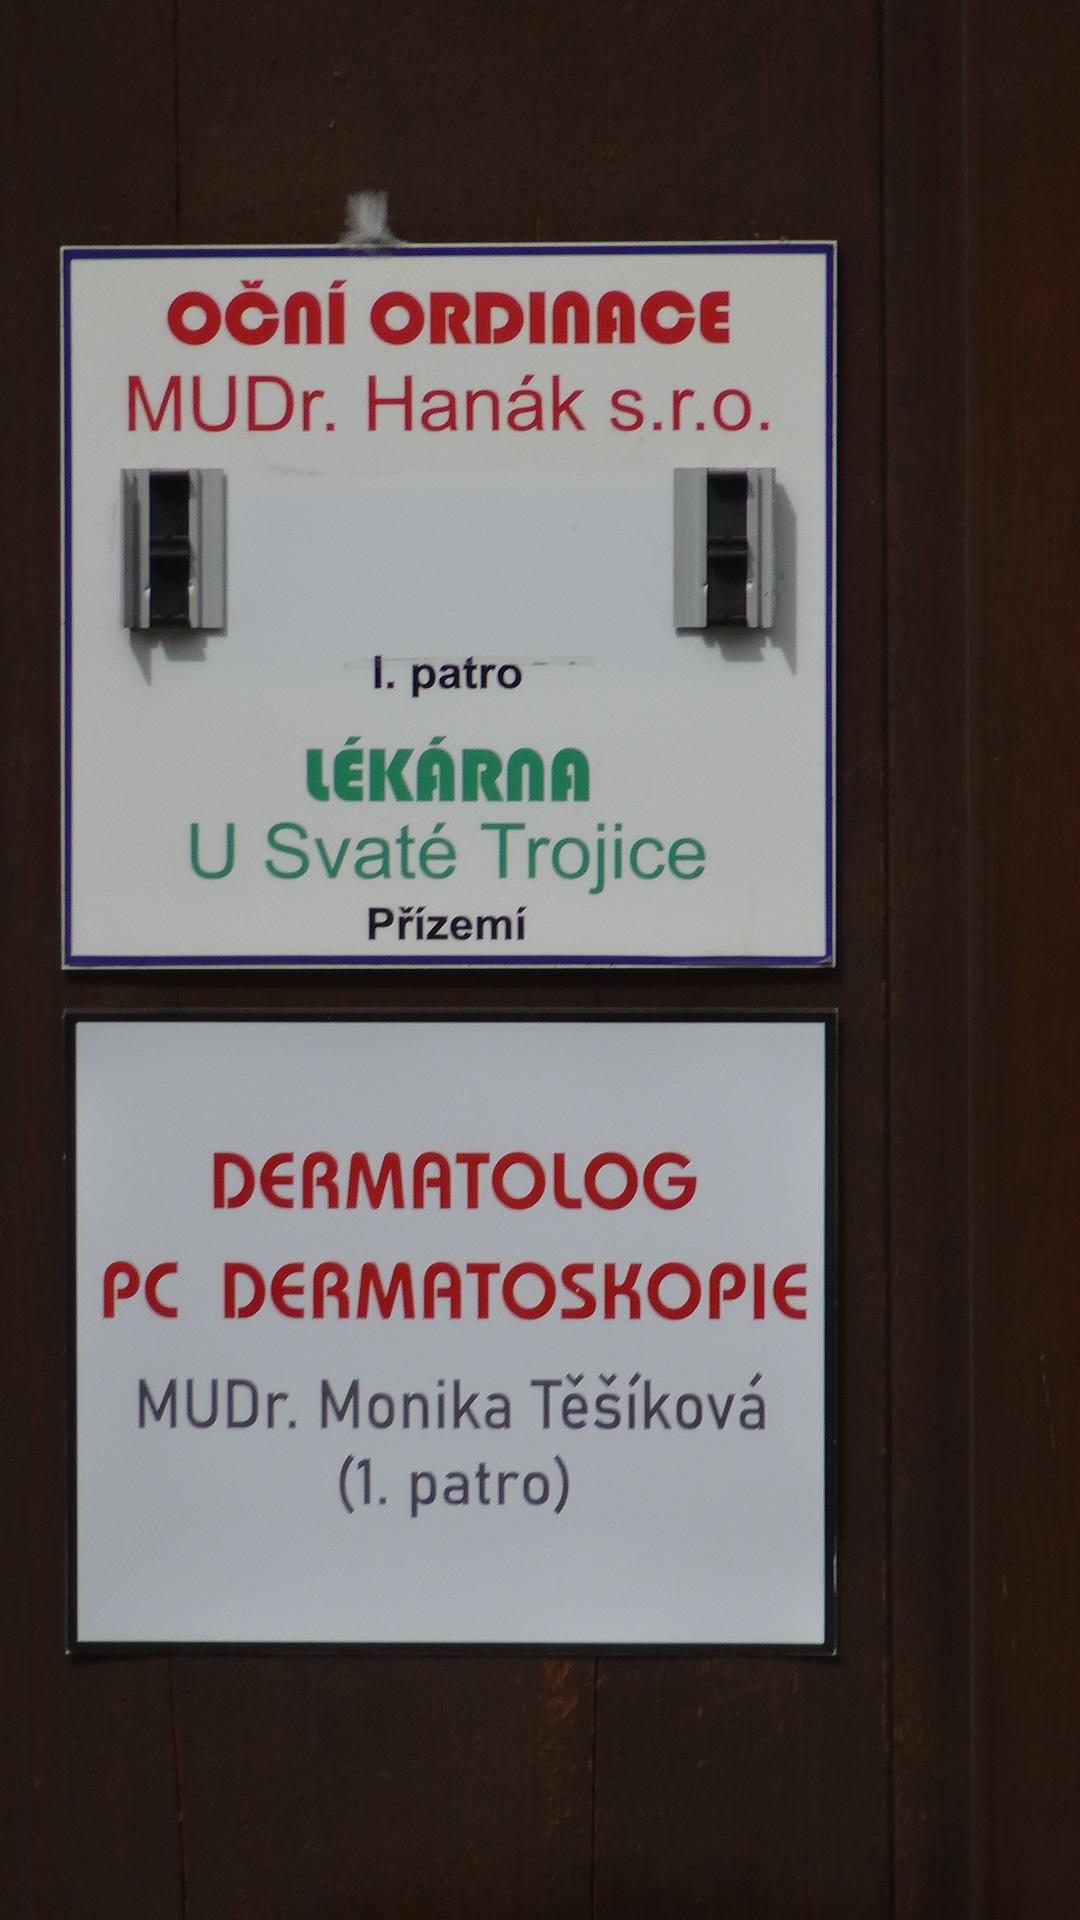 OČNÍ ORDINACE
MUDr. Hanák s.r.o.
I. patro
LÉKÁRNA
U Svaté Trojice
Přízemí
DERMATOLOG
PC DERMATOSKOPIE
MUDr. Monika Těšíková
(1. patro)